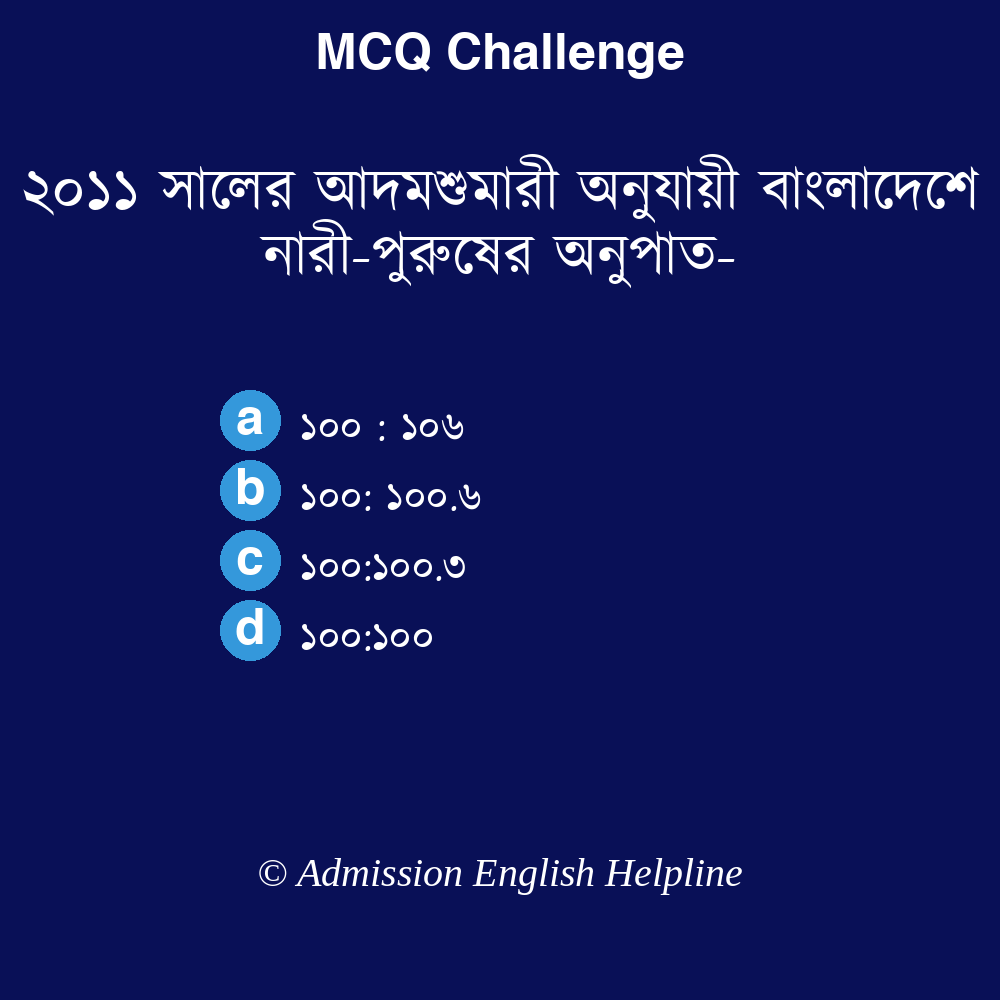 MCQ Challenge
২০১১ সালের আদমশুমারী অনুযায়ী বাংলাদেশে
নারী-পুরুষের অনুপাত-
a ১০০ : ১০৬
b ১০০: ১০০.৬
c ১০০:১০০.৩
d ১০০:১০০
© Admission English Helpline